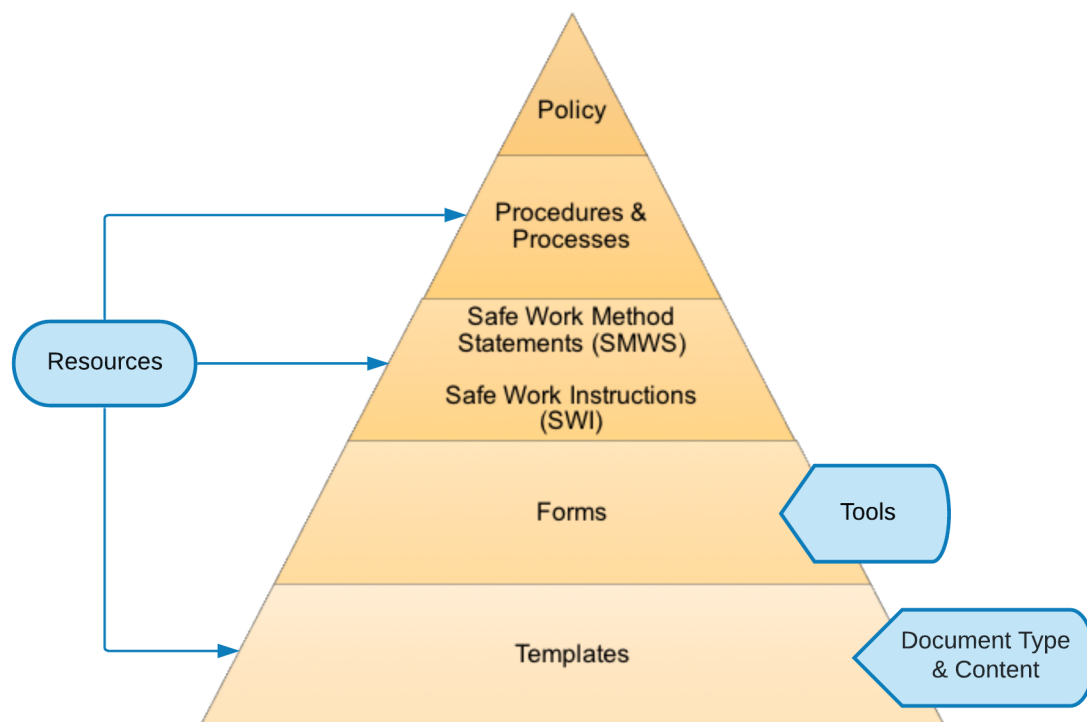 Policy
Procedures &
Processes
Safe Work Method
Statements (SMWS)
Safe Work Instructions
(SWI)
Resources
Forms
Tools
Templates
Document Type
& Content